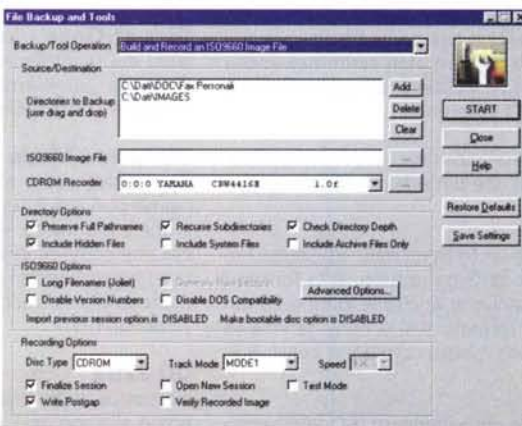 File Backup and Tools
Backup/Tool Operation Build and Record an ISO9660 Image File
Source/Destination
Directories to Backup (use drag and drop)
C:\Dati\DOC\Fax Personali
C:\Dati\IMAGES
Add...
Delete
Clear
ISO9660 Image File ...
CDROM Recorder 0:0:0 YAMAHA CRW4416S 1.0f ...
START
Close
Help
Restore Defaults
Save Settings
Directory Options
Preserve Full Pathnames Recurse Subdirectories Check Directory Depth
Include Hidden Files Include System Files Include Archive Files Only
ISO9660 Options
Long Filenames (Joliet)
Disable Version Numbers Disable DOS Compatibility Advanced Options...
Import previous session option is DISABLED Make bootable disc option is DISABLED
Recording Options
Disc Type CDROM Track Mode MODE1 Speed
Finalize Session Open New Session Test Mode
Write Postgap Verify Recorded Image